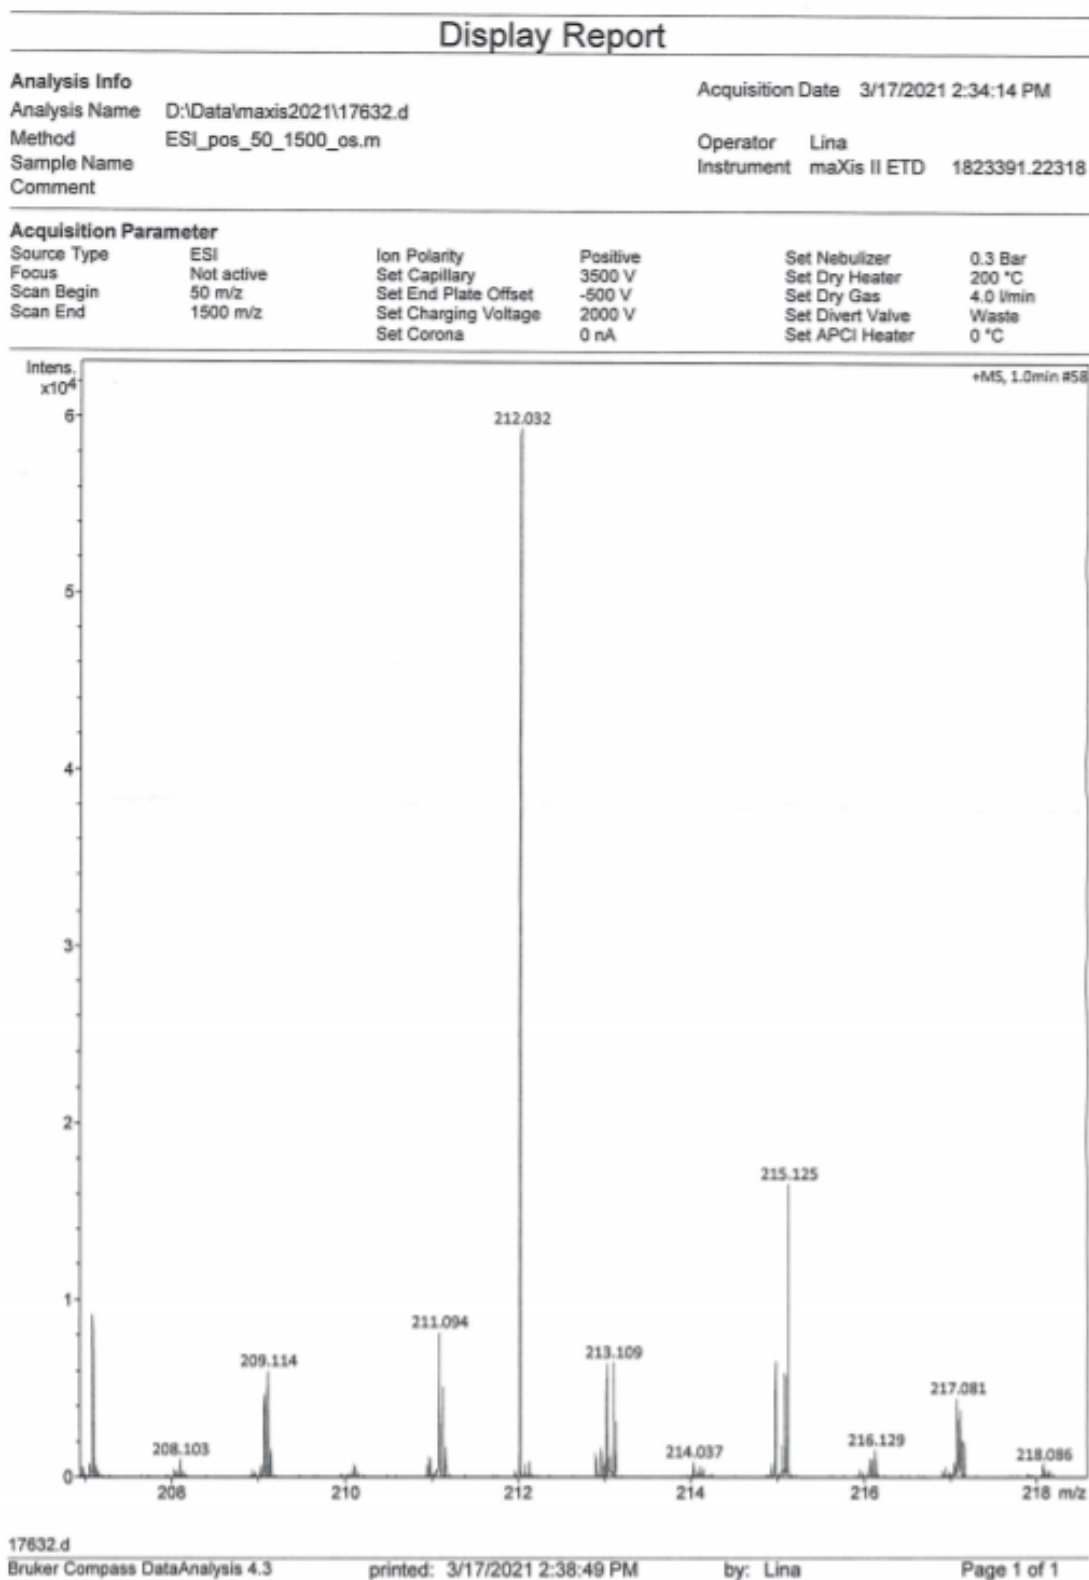 Display Report
Analysis Info
Acquisition Date 3/17/2021 2:34:14 PM
Analysis Name D:\Data\maxis2021\17632.d
Method ESI_pos_50_1500_os.m
Operator Lina
Sample Name
Instrument maXis II ETD 1823391.22318
Comment
Acquisition Parameter
Source Type ESI Ion Polarity Positive Set Nebulizer 0.3 Bar
Focus Not active Set Capillary 3500 V Set Dry Heater 200 °C
Scan Begin 50 m/z Set End Plate Offset -500 V Set Dry Gas 4.0 l/min
Scan End 1500 m/z Set Charging Voltage 2000 V Set Divert Valve Waste
Set Corona 0 nA Set APCI Heater 0 °C
Intens.
x10⁴
+MS, 1.0min #58
6
212.032
5
4
3
2
215.125
1
211.094
213.109
209.114
217.081
208.103
214.037
216.129
218.086
0
208 210 212 214 216 218 m/z
17632.d
Bruker Compass DataAnalysis 4.3 printed: 3/17/2021 2:38:49 PM by: Lina Page 1 of 1